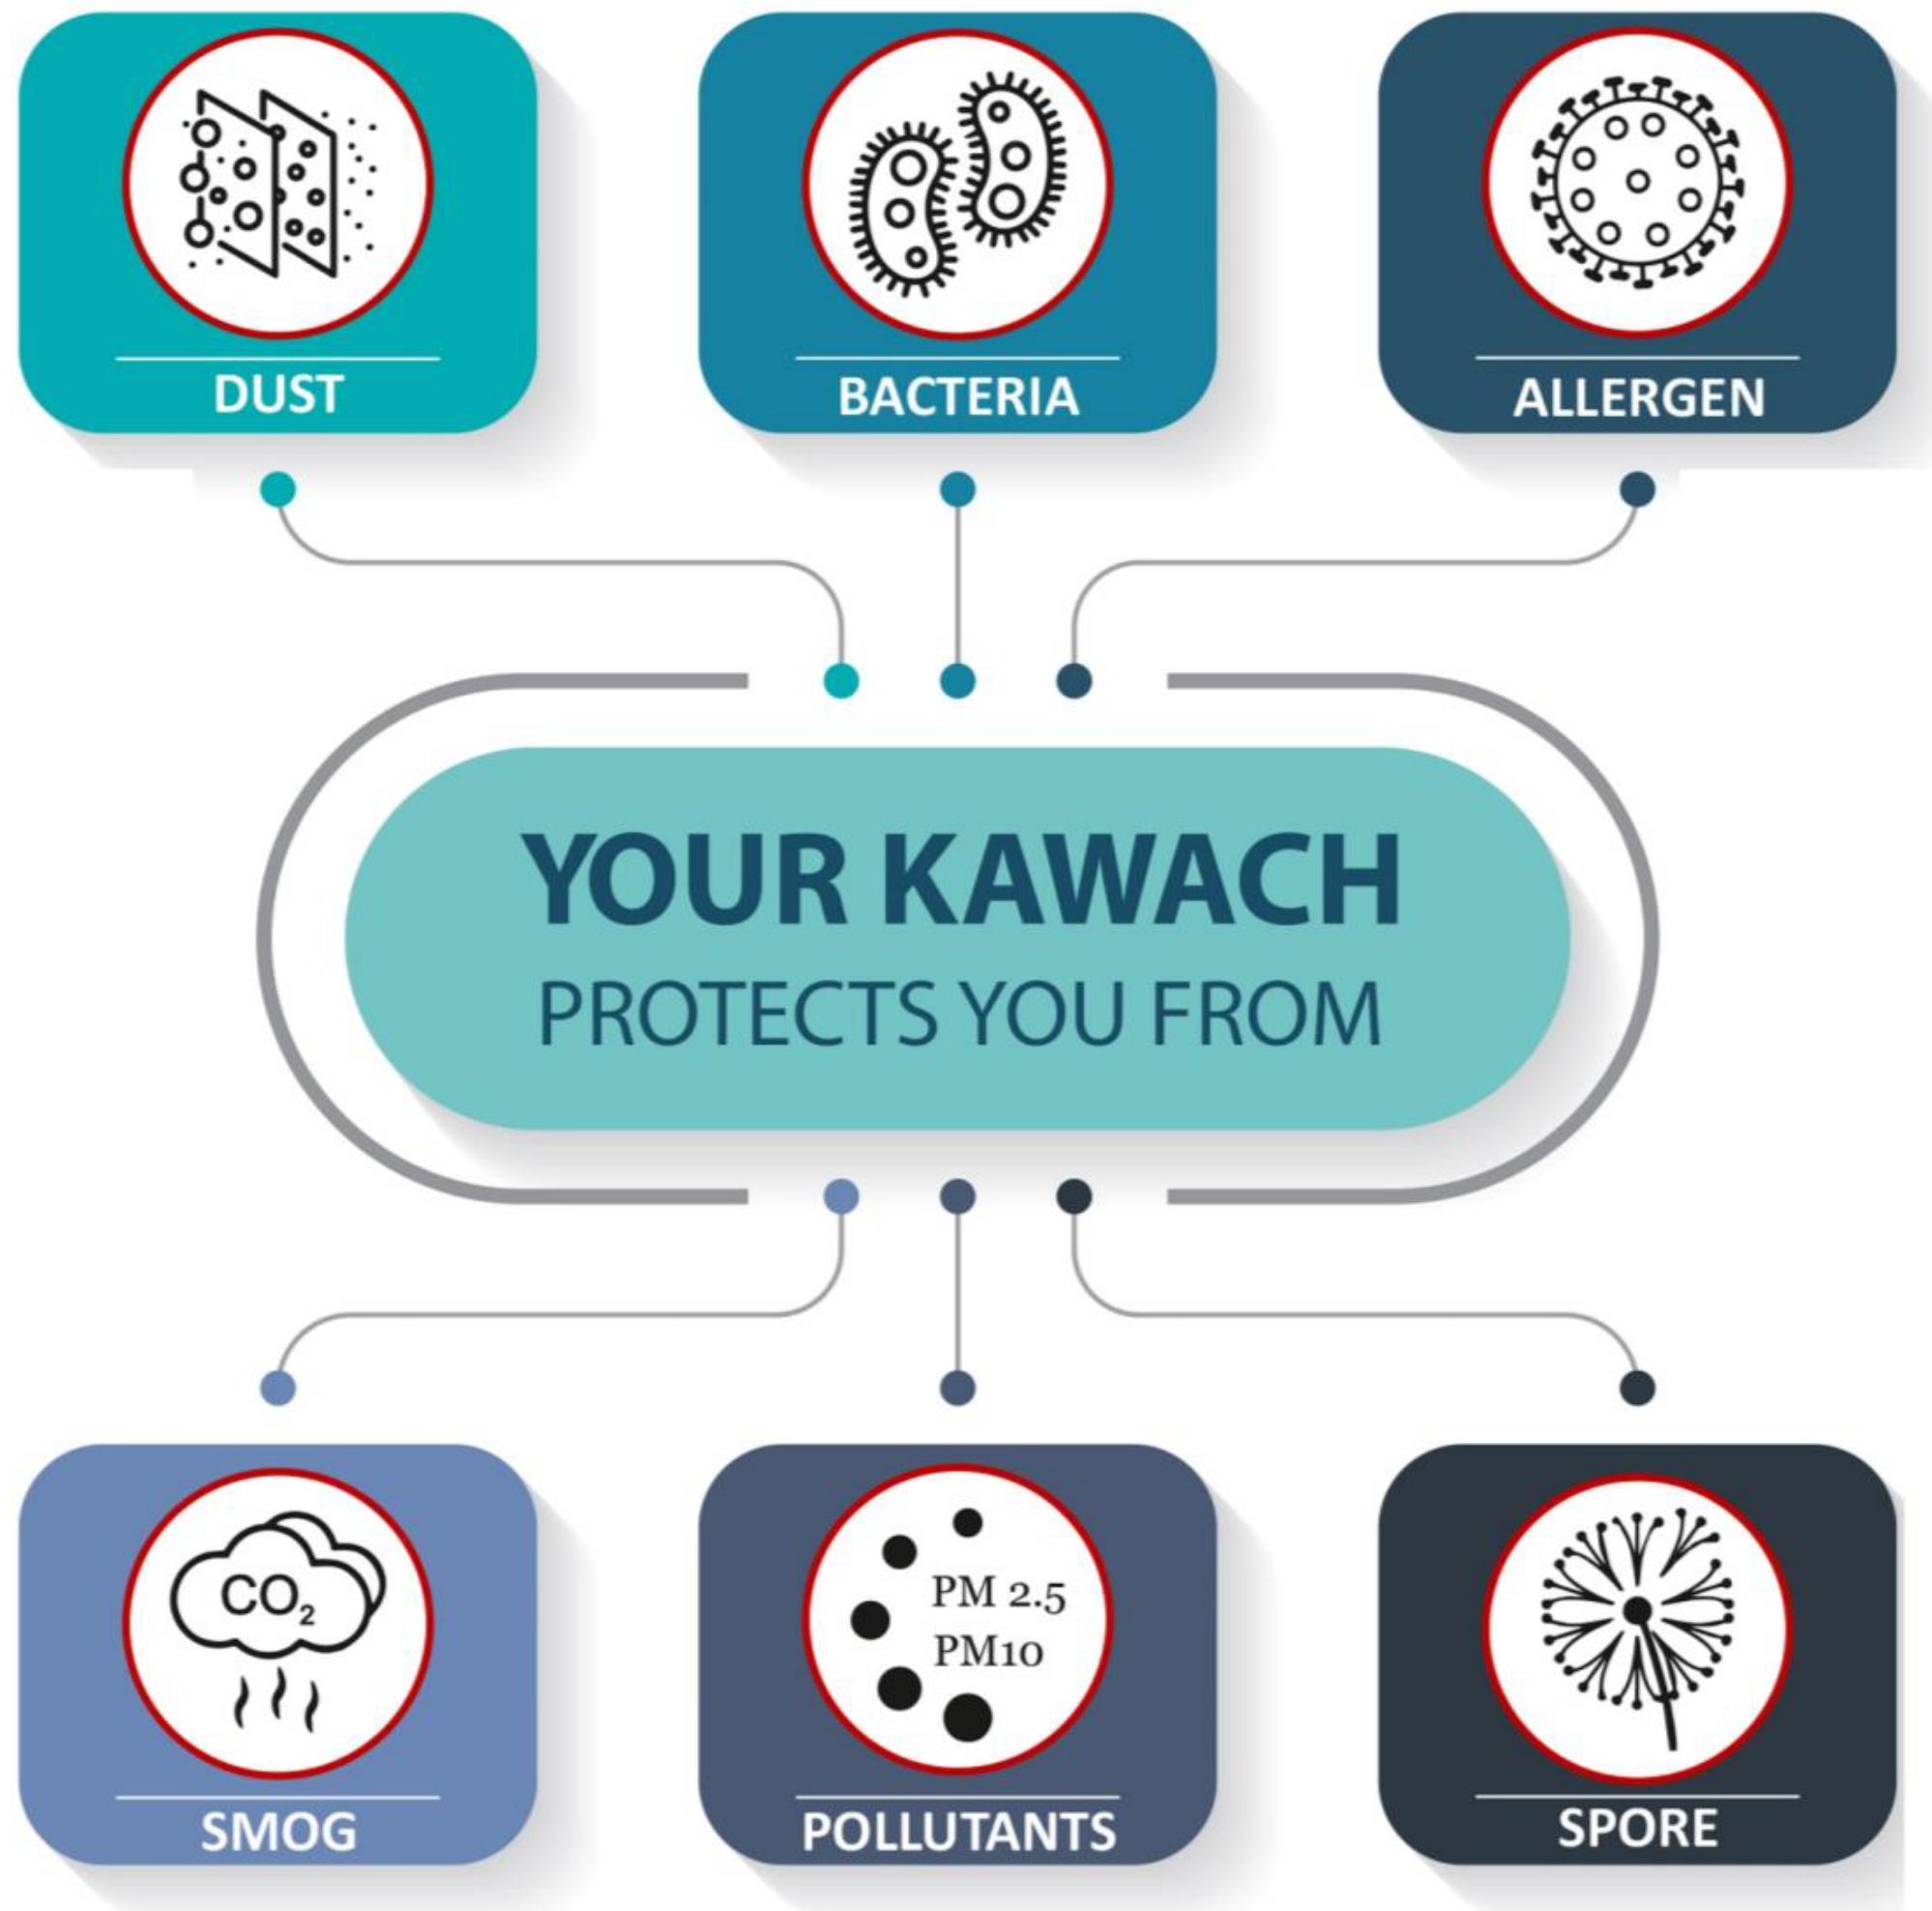 DUST
BACTERIA
ALLERGEN
YOUR KAWACH
PROTECTS YOU FROM
CO₂
PM 2.5
PM10
SMOG
POLLUTANTS
SPORE